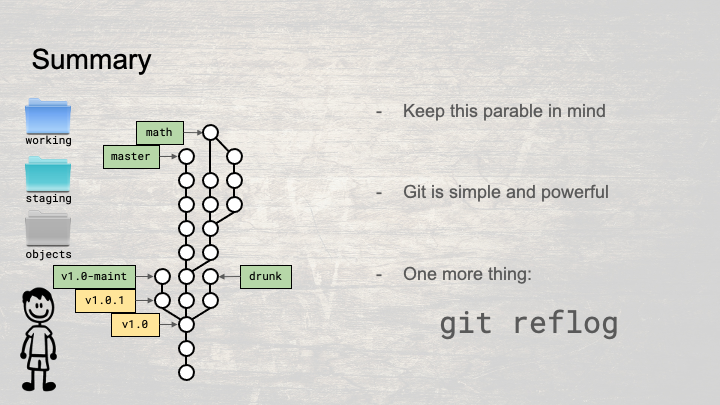 Summary
working
staging
objects
math
master
v1.0-maint
drunk
v1.0.1
v1.0
- Keep this parable in mind
- Git is simple and powerful
- One more thing:
git reflog